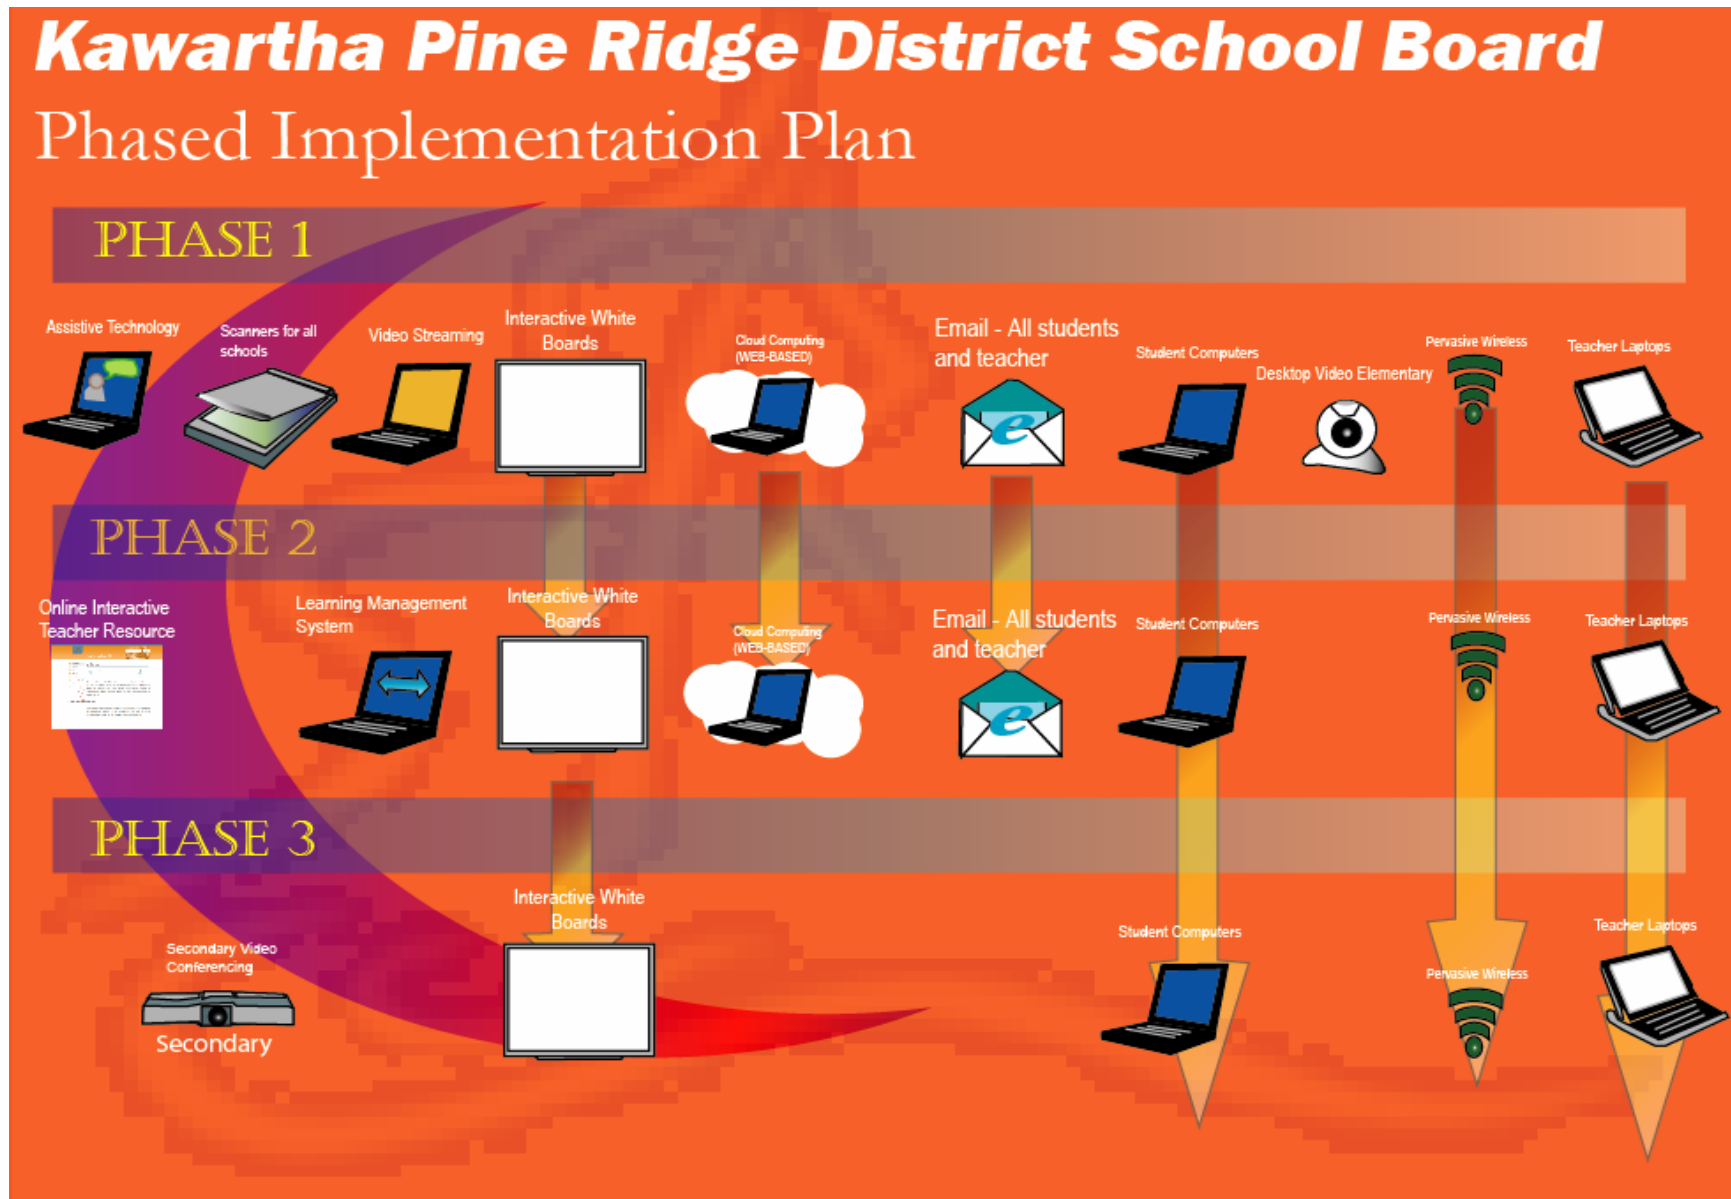 Kawartha Pine Ridge District School Board
Phased Implementation Plan
PHASE 1
Assistive Technology
Scanners for all
schools
Video Streaming
Interactive White
Boards
Cloud Computing
(WEB-BASED)
Email - All students
and teacher
Student Computers
Desktop Video Elementary
Pervasive Wireless
Teacher Laptops
e
PHASE 2
Online Interactive
Teacher Resource
Learning Management
System
Interactive White
Boards
Cloud Computing
(WEB-BASED)
Email - All students
and teacher
Student Computers
Pervasive Wireless
Teacher Laptops
e
PHASE 3
Secondary Video
Conferencing
Secondary
Interactive White
Boards
Student Computers
Pervasive Wireless
Teacher Laptops